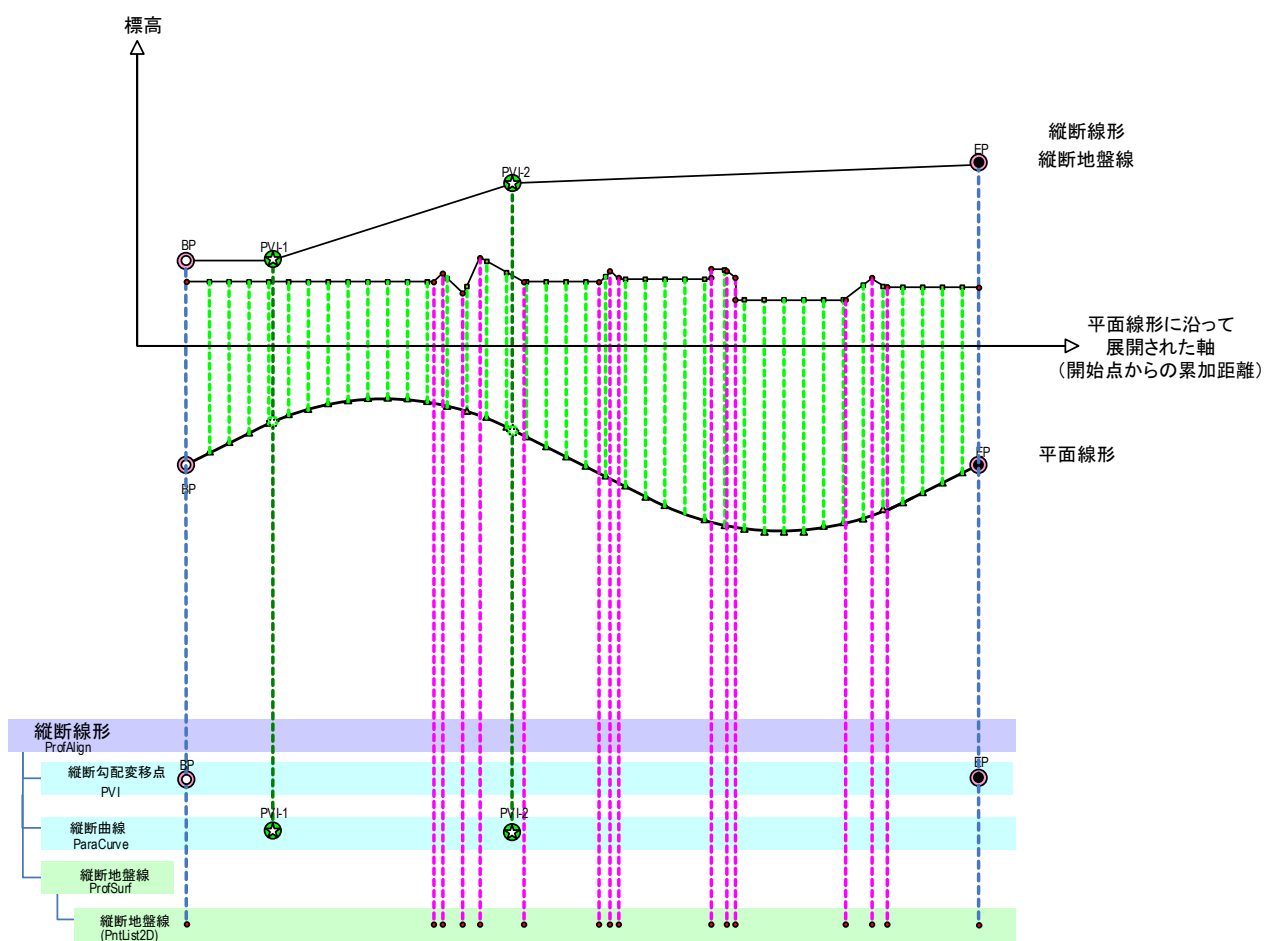 標高
縦断線形
縦断地盤線
EP
PVI-2
BP
PVI-1
平面線形に沿って
展開された軸
（開始点からの累加距離）
平面線形
EP
BP
縦断線形
ProfAlign
縦断勾配変移点
PVI
BP
EP
縦断曲線
ParaCurve
PVI-1
PVI-2
縦断地盤線
ProfSurf
縦断地盤線
(PntList2D)